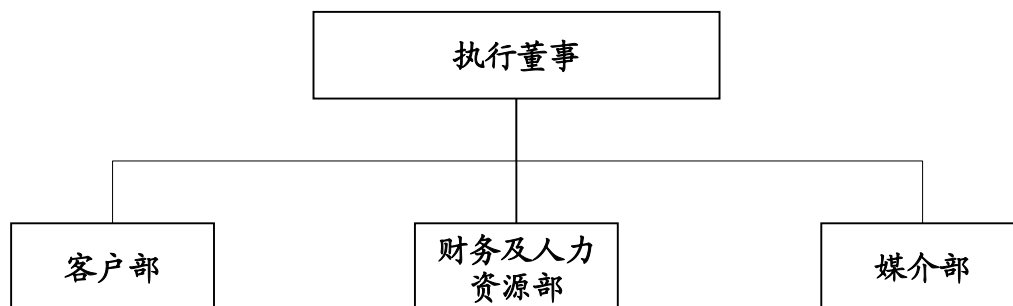 执行董事
客户部
财务及人力
资源部
媒介部